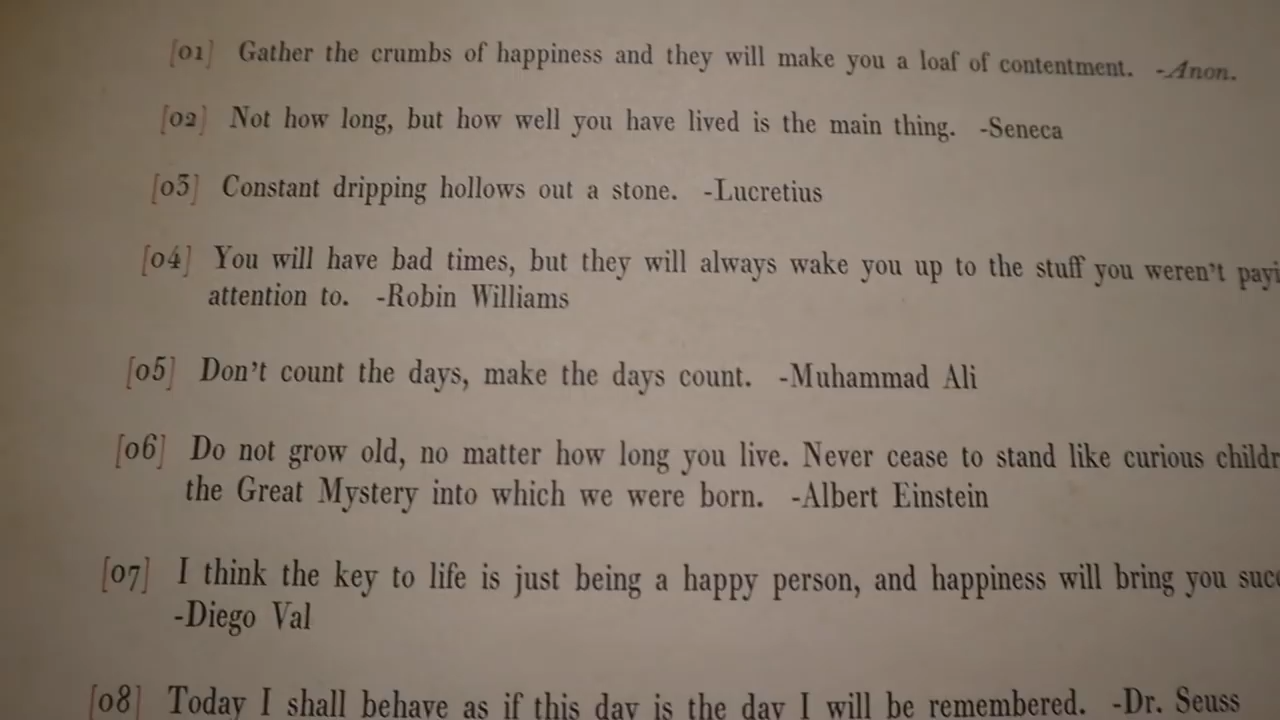 [01] Gather the crumbs of happiness and they will make you a loaf of contentment. -Anon.
[02] Not how long, but how well you have lived is the main thing. -Seneca
[03] Constant dripping hollows out a stone. -Lucretius
[04] You will have bad times, but they will always wake you up to the stuff you weren't
attention to. -Robin Williams
[05] Don't count the days, make the days count. -Muhammad Ali
[06] Do not grow old, no matter how long you live. Never cease to stand like curious
the Great Mystery into which we were born. -Albert Einstein
[07] I think the key to life is just being a happy person, and happiness will bring you
-Diego Val
[08] Today I shall behave as if this day is the day I will be remembered. -Dr. Seuss